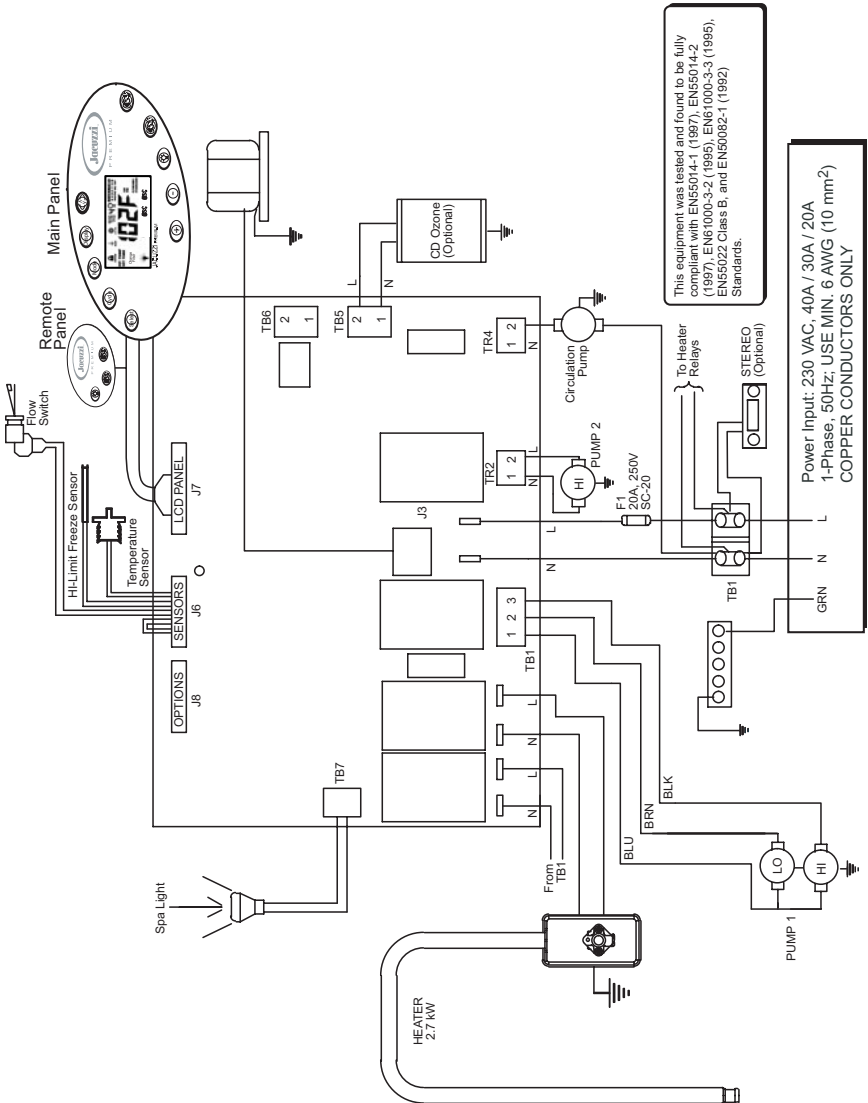 Main Panel
Jacuzzi
PREMIUM
102F
Remote
Panel
Jacuzzi
PREMIUM
Flow
Switch
HI-Limit Freeze Sensor
Temperature
Sensor
LCD PANEL
J7
SENSORS
J6
OPTIONS
J8
TB7
Spa Light
TB6
2
1
TB5
2
1
L
N
CD Ozone
(Optional)
TR4
1 2
N
Circulation
Pump
TR2
1 2
N
L
HI
PUMP 2
J3
L
N
F1
20A, 250V
SC-20
To Heater
Relays
STEREO
(Optional)
TB1
1 2 3
TB1
L
N
GRN
N
L
N
L
From
TB1
BLU
BRN
BLK
LO
HI
PUMP 1
HEATER
2.7 kW
This equipment was tested and found to be fully
compliant with EN55014-1 (1997), EN55014-2
(1997), EN61000-3-2 (1995), EN61000-3-3 (1995),
EN55022 Class B, and EN50082-1 (1992)
Standards.
Power Input: 230 VAC, 40A / 30A / 20A
1-Phase, 50Hz; USE MIN. 6 AWG (10 mm²)
COPPER CONDUCTORS ONLY